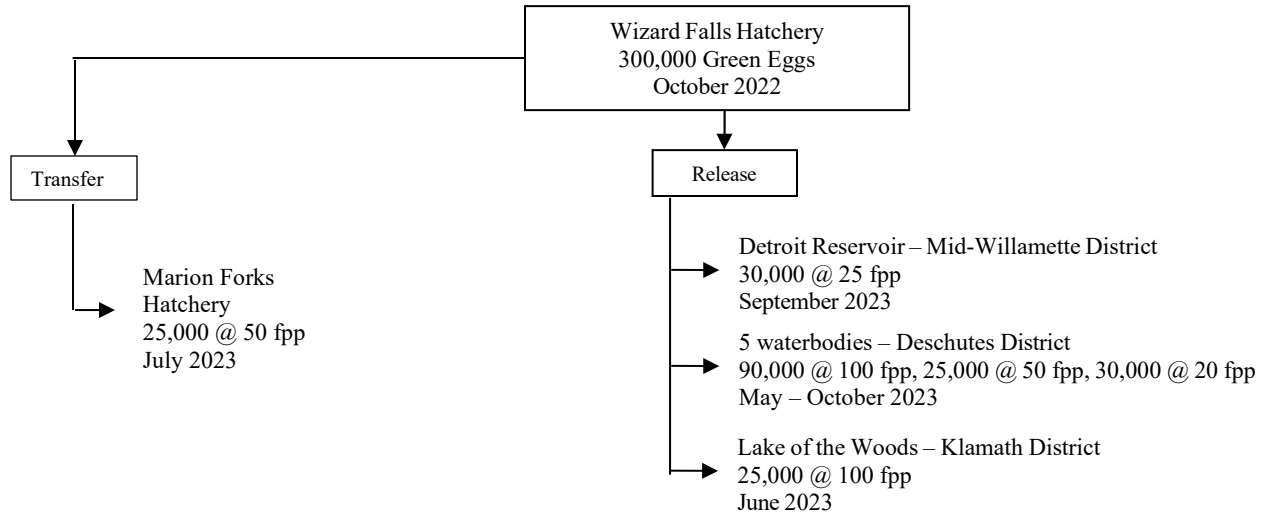 Wizard Falls Hatchery
300,000 Green Eggs
October 2022
Transfer
Release
Marion Forks
Hatchery
25,000 @ 50 fpp
July 2023
Detroit Reservoir – Mid-Willamette District
30,000 @ 25 fpp
September 2023
5 waterbodies – Deschutes District
90,000 @ 100 fpp, 25,000 @ 50 fpp, 30,000 @ 20 fpp
May – October 2023
Lake of the Woods – Klamath District
25,000 @ 100 fpp
June 2023